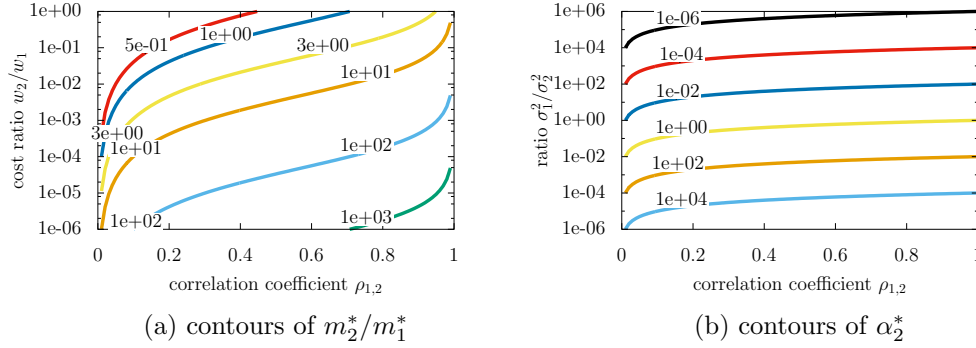 1e+00
1e-01
1e-02
1e-03
1e-04
1e-05
1e-06
cost ratio w₂/w₁
5e-01
1e+00
3e+00
1e+01
3e+00
1e+01
1e+02
1e+02
1e+03
0 0.2 0.4 0.6 0.8 1
correlation coefficient ρ₁,₂
(a) contours of m₂*/m₁*
1e+06
1e+04
1e+02
1e+00
1e-02
1e-04
1e-06
ratio σ₁²/σ₂²
1e-06
1e-04
1e-02
1e+00
1e+02
1e+04
0 0.2 0.4 0.6 0.8 1
correlation coefficient ρ₁,₂
(b) contours of α₂*